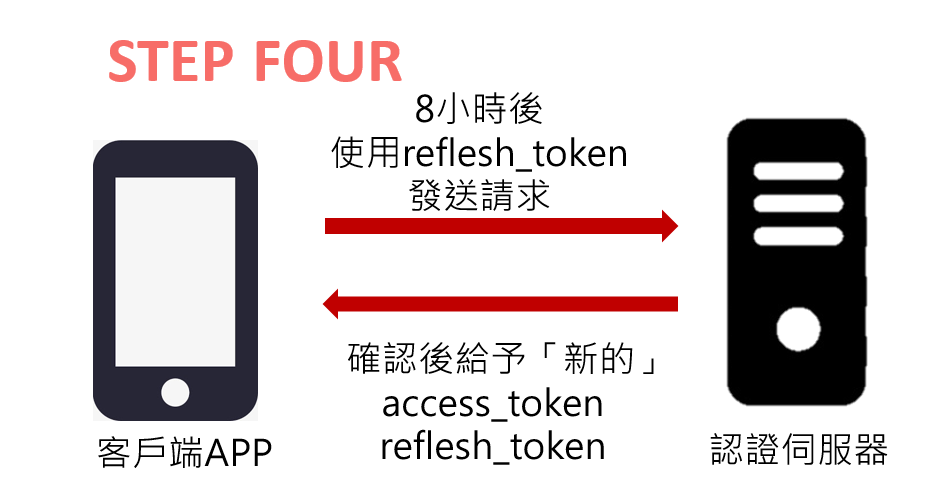 STEP FOUR
8小時後
使用reflesh_token
發送請求
確認後給予「新的」
access_token
reflesh_token
客戶端APP
認證伺服器